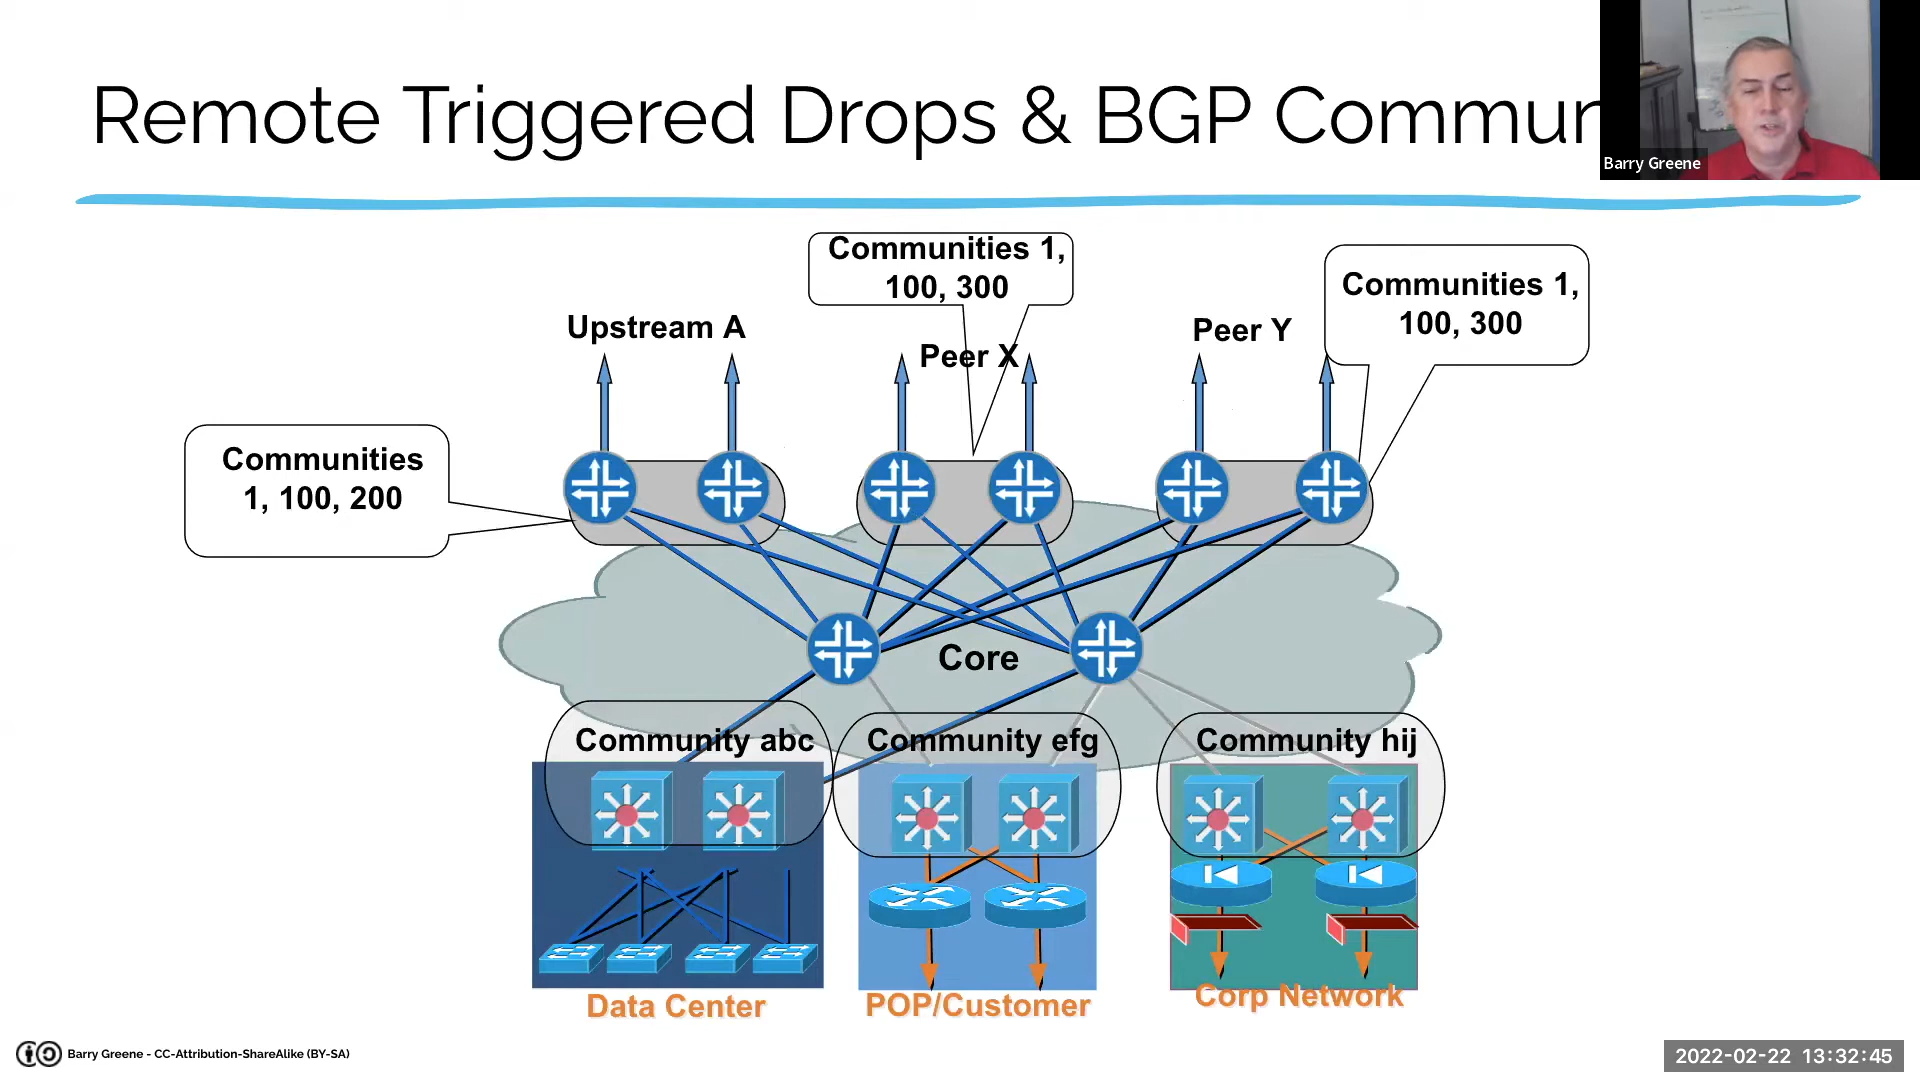 Remote Triggered Drops & BGP Commun
Barry Greene
Communities 1,
100, 300
Communities 1,
100, 300
Upstream A
Peer X
Peer Y
Communities
1, 100, 200
Core
Community abc
Community efg
Community hij
Data Center
POP/Customer
Corp Network
Barry Greene - CC-Attribution-ShareAlike (BY-SA)
2022-02-22 13:32:45